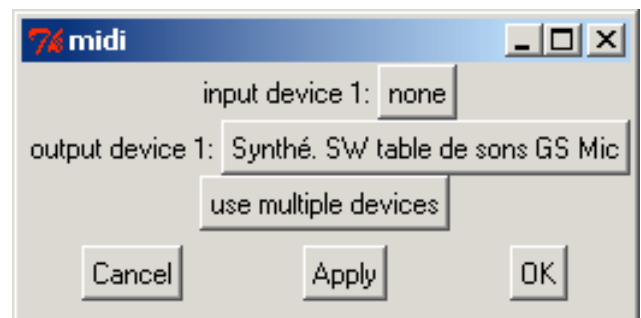 midi
input device 1: none
output device 1: Synthé. SW table de sons GS Mic
use multiple devices
Cancel Apply OK